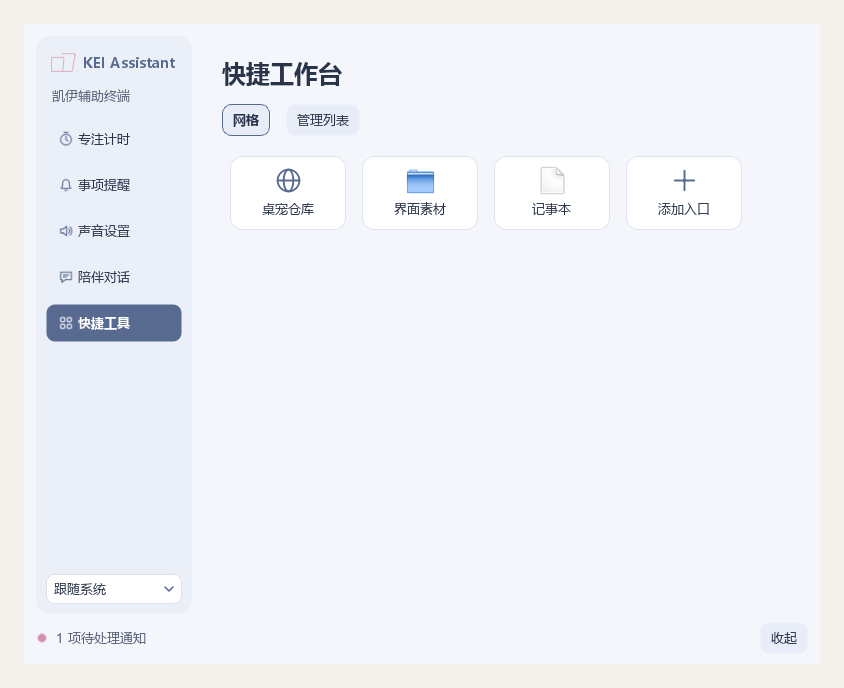 KEI Assistant
凯伊辅助终端
专注计时
事项提醒
声音设置
陪伴对话
快捷工具
跟随系统
1 项待处理通知
快捷工作台
网格
管理列表
桌宠仓库
界面素材
记事本
添加入口
收起